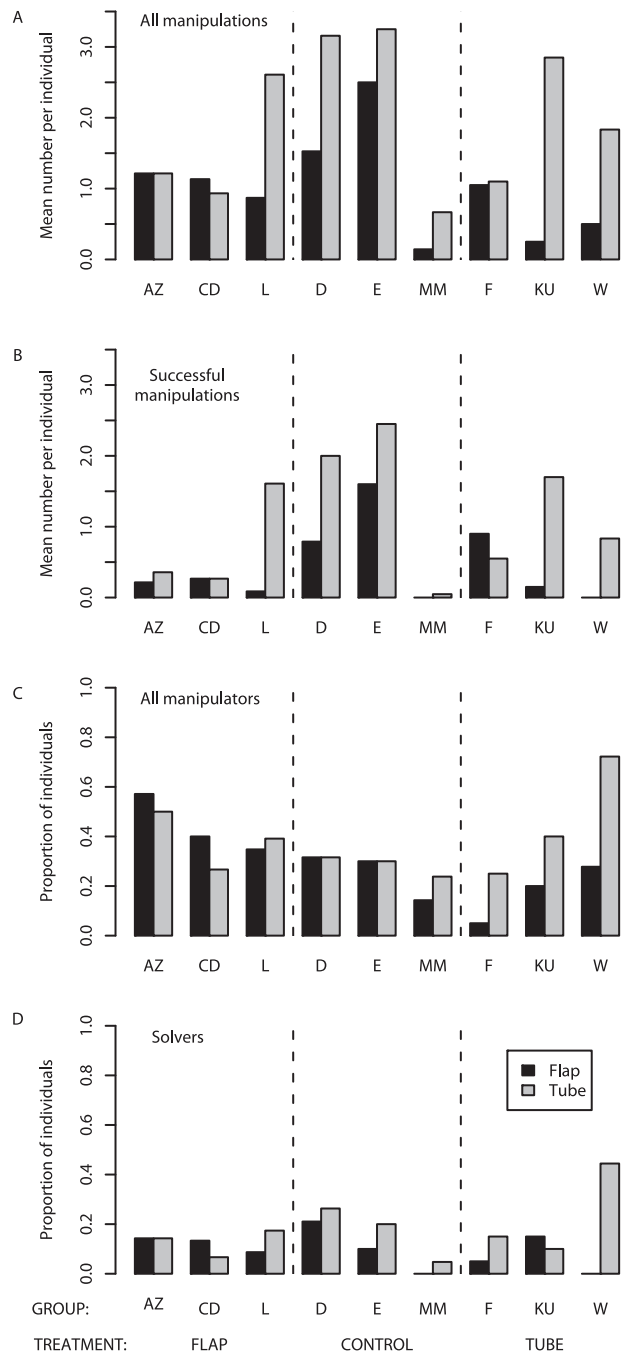 A
All manipulations
Mean number per individual
3.0
2.0
1.0
0.0
AZ CD L D E MM F KU W
B
Successful
manipulations
Mean number per individual
3.0
2.0
1.0
0.0
AZ CD L D E MM F KU W
C
All manipulators
Proportion of individuals
1.0
0.8
0.6
0.4
0.2
0.0
AZ CD L D E MM F KU W
D
Solvers
Proportion of individuals
1.0
0.8
0.6
0.4
0.2
0.0
Flap
Tube
GROUP: AZ CD L D E MM F KU W
TREATMENT: FLAP CONTROL TUBE